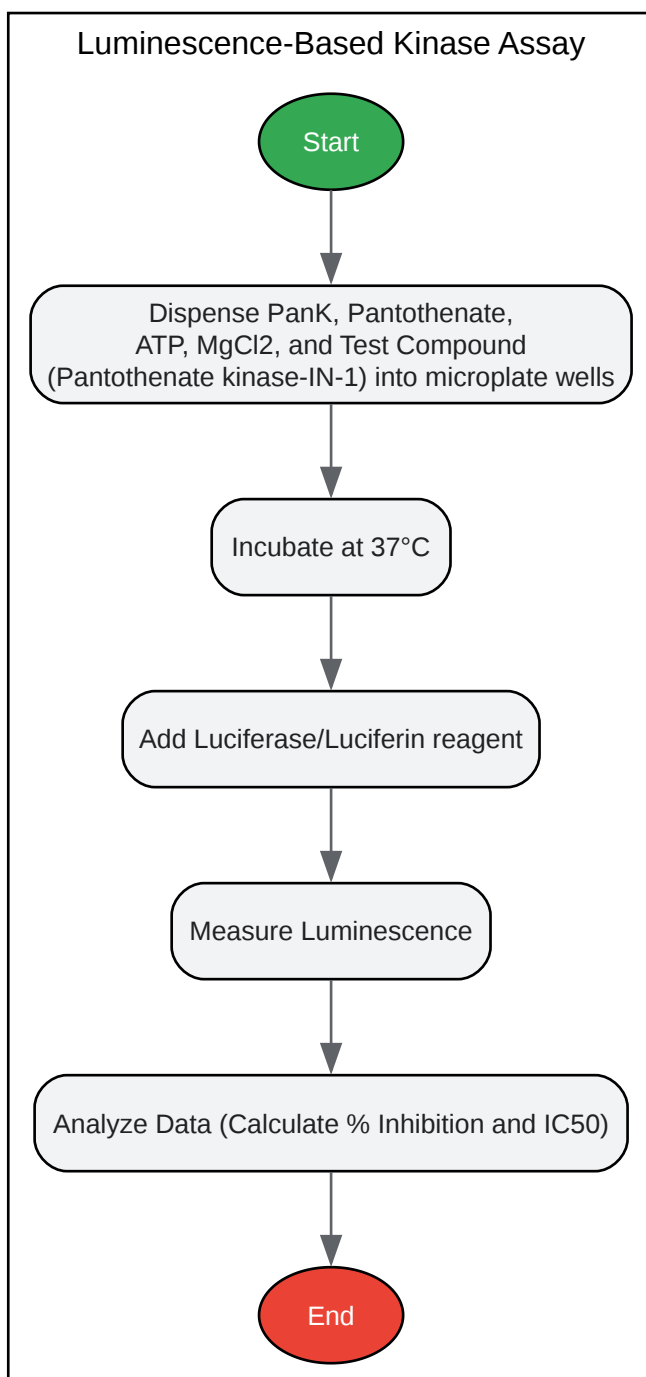 Luminescence-Based Kinase Assay
Start
Dispense PanK, Pantothenate,
ATP, MgCl2, and Test Compound
(Pantothenate kinase-IN-1) into microplate wells
Incubate at 37°C
Add Luciferase/Luciferin reagent
Measure Luminescence
Analyze Data (Calculate % Inhibition and IC50)
End